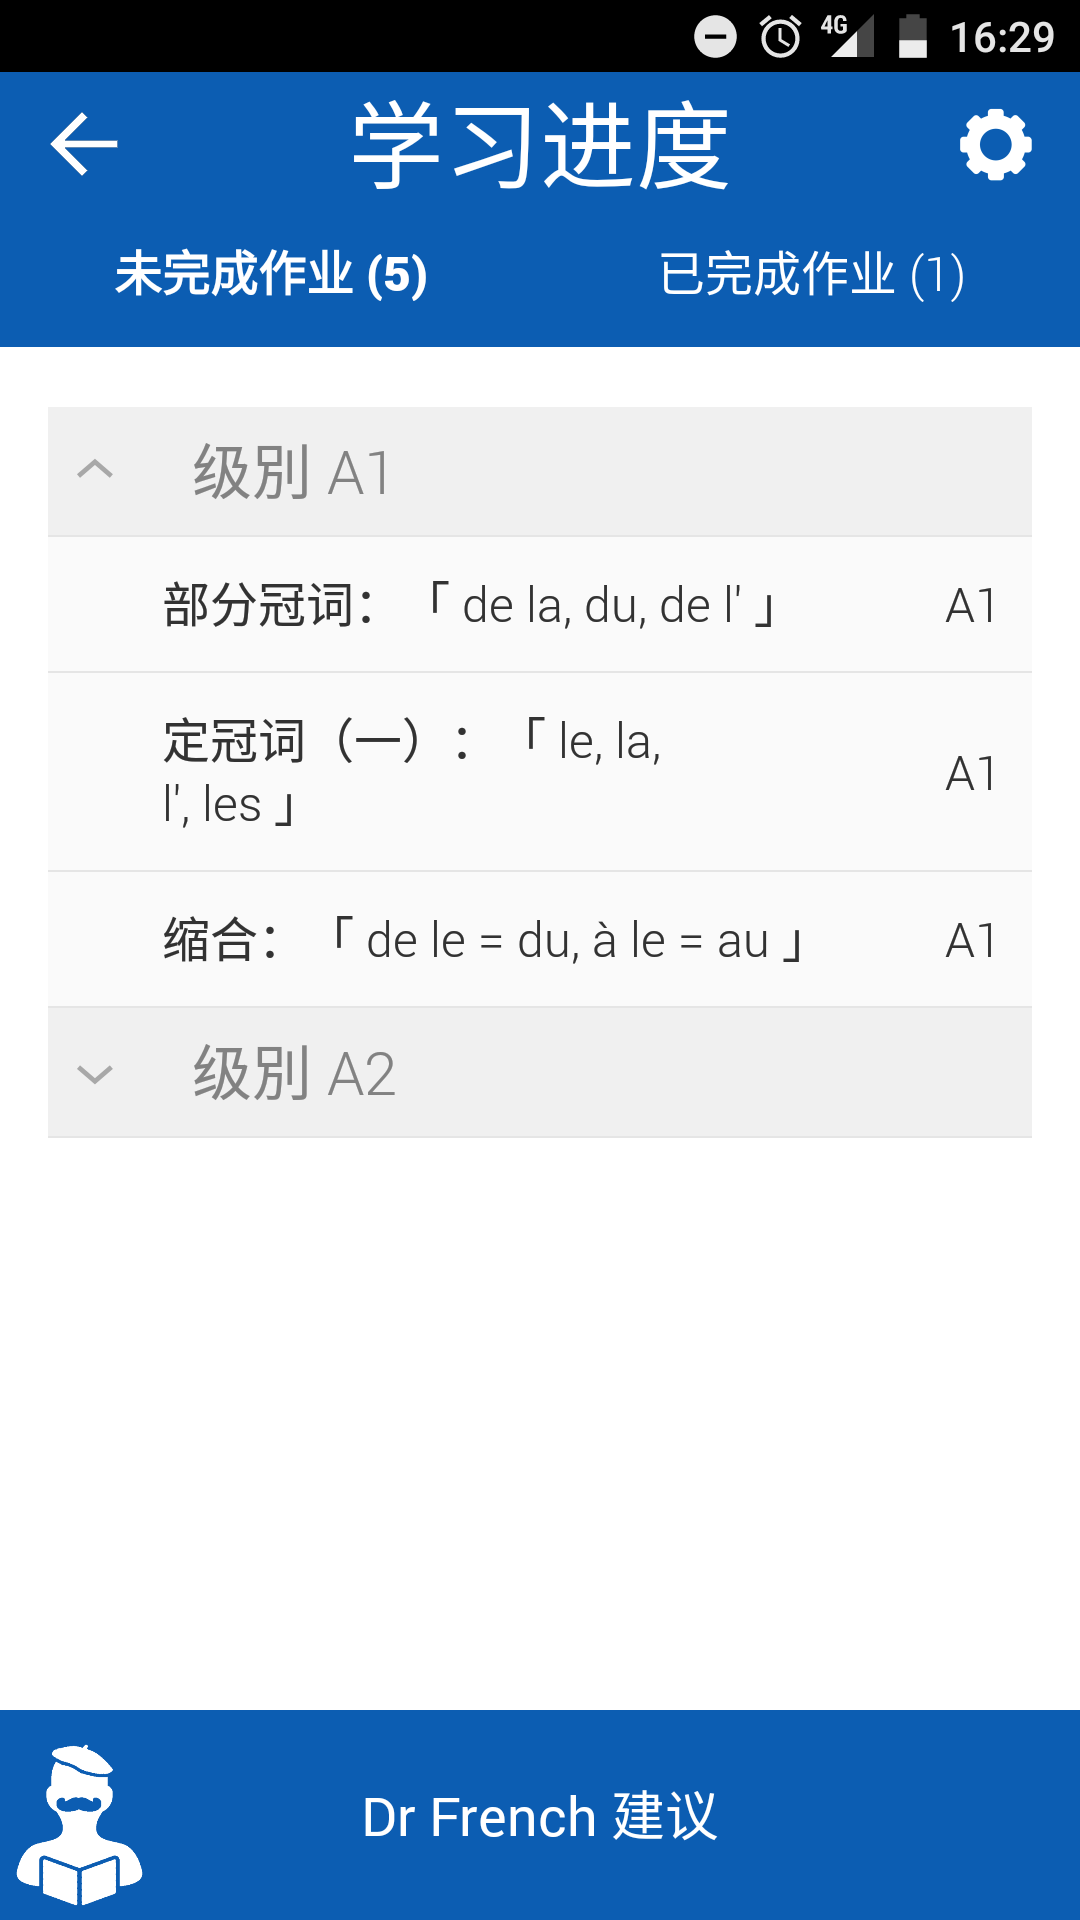 4G 16:29
学习进度
未完成作业 (5) 已完成作业 (1)
级別 A1
部分冠词：「 de la, du, de l' 」 A1
定冠词（一）：「 le, la,
l', les 」 A1
缩合：「 de le = du, à le = au 」 A1
级別 A2
Dr French 建议